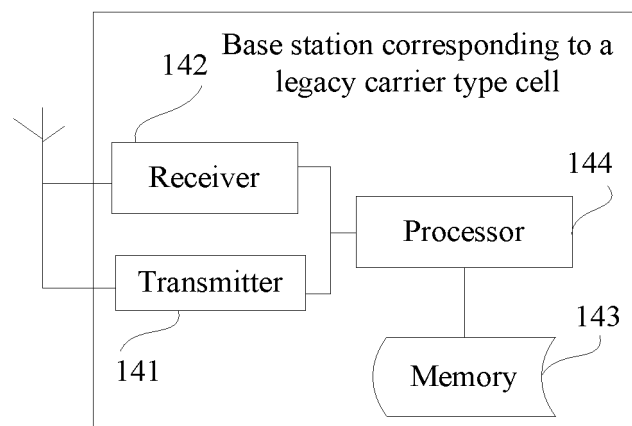 Base station corresponding to a
legacy carrier type cell
142
Receiver
144
Processor
Transmitter
141
143
Memory